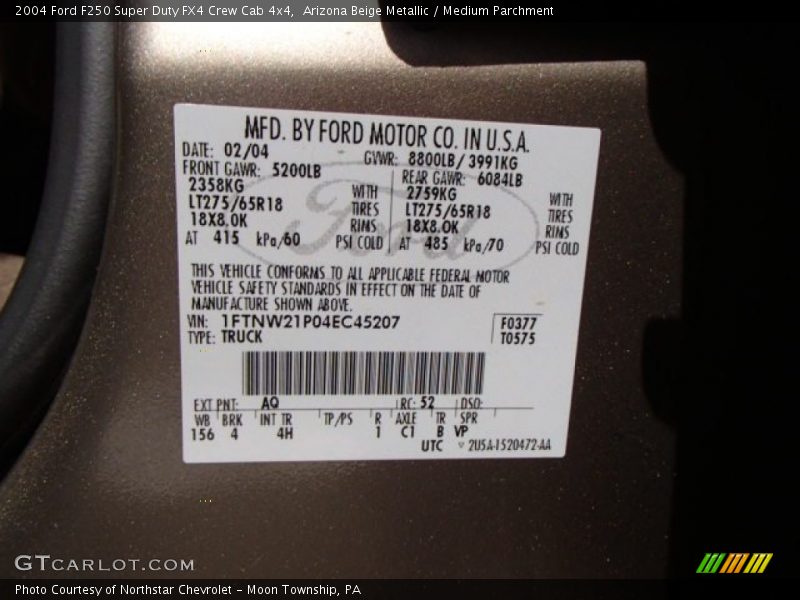 2004 Ford F250 Super Duty FX4 Crew Cab 4x4,  Arizona Beige Metallic / Medium Parchment
MFD. BY FORD MOTOR CO. IN U.S.A.
DATE: 02/04 GVWR: 8800LB/ 3991KG
FRONT GAWR: 5200LB REAR GAWR: 6084LB
2358KG WITH 2759KG WITH
LT275/65R18 TIRES LT275/65R18 TIRES
18X8.0K RIMS 18X8.0K RIMS
AT 415 kPa/60 PSI COLD AT 485 kPa/70 PSI COLD
Ford
THIS VEHICLE CONFORMS TO ALL APPLICABLE FEDERAL MOTOR
VEHICLE SAFETY STANDARDS IN EFFECT ON THE DATE OF
MANUFACTURE SHOWN ABOVE.
VIN: 1FTNW21P04EC45207 F0377
TYPE: TRUCK T0575
EXT PNT: AQ RC: 52 DSO:
WB BRK INT TR TP/PS R AXLE TR SPR
156 4 4H 1 C1 B VP
UTC 2U5A-1520472-AA
GTCARLOT.COM
Photo Courtesy of Northstar Chevrolet - Moon Township, PA